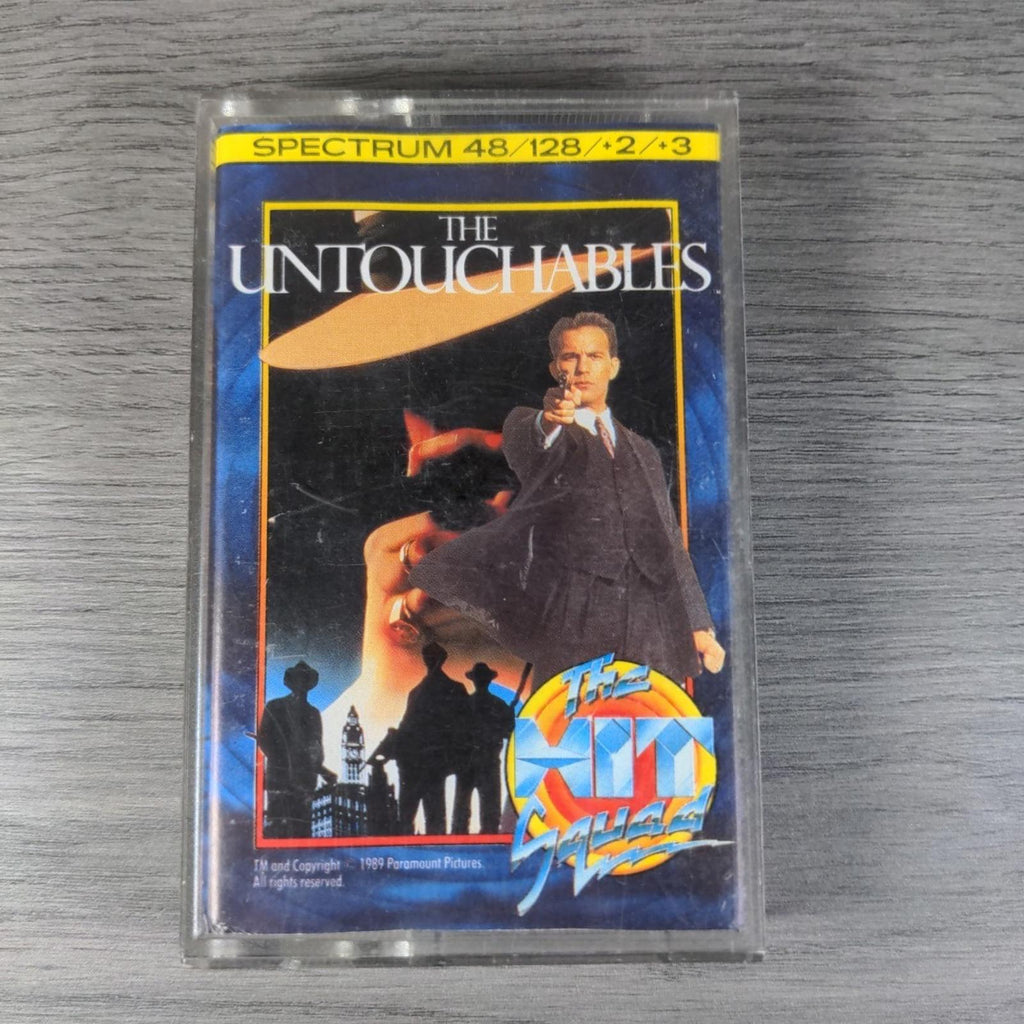 SPECTRUM 48/128/+2/+3
THE
UNTOUCHABLES
The
HIT
Squad
TM and Copyright © 1989 Paramount Pictures.
All rights reserved.